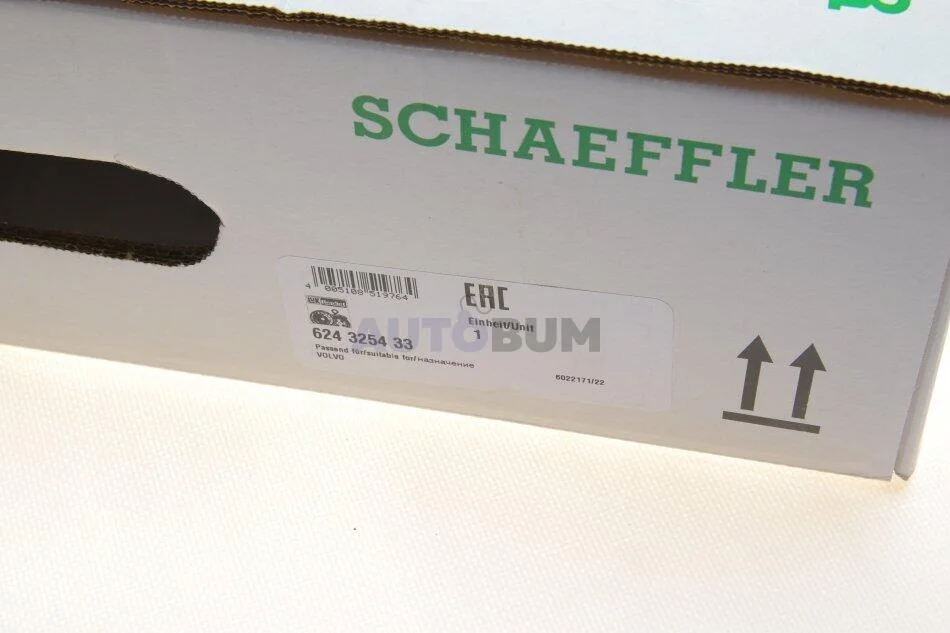 SCHAEFFLER
4 005108 519764
EAC
LUK
Einheit/Unit
1
AUTOBUM
624 3254 33
Passend für/suitable for/назначение
VOLVO
6022171/22